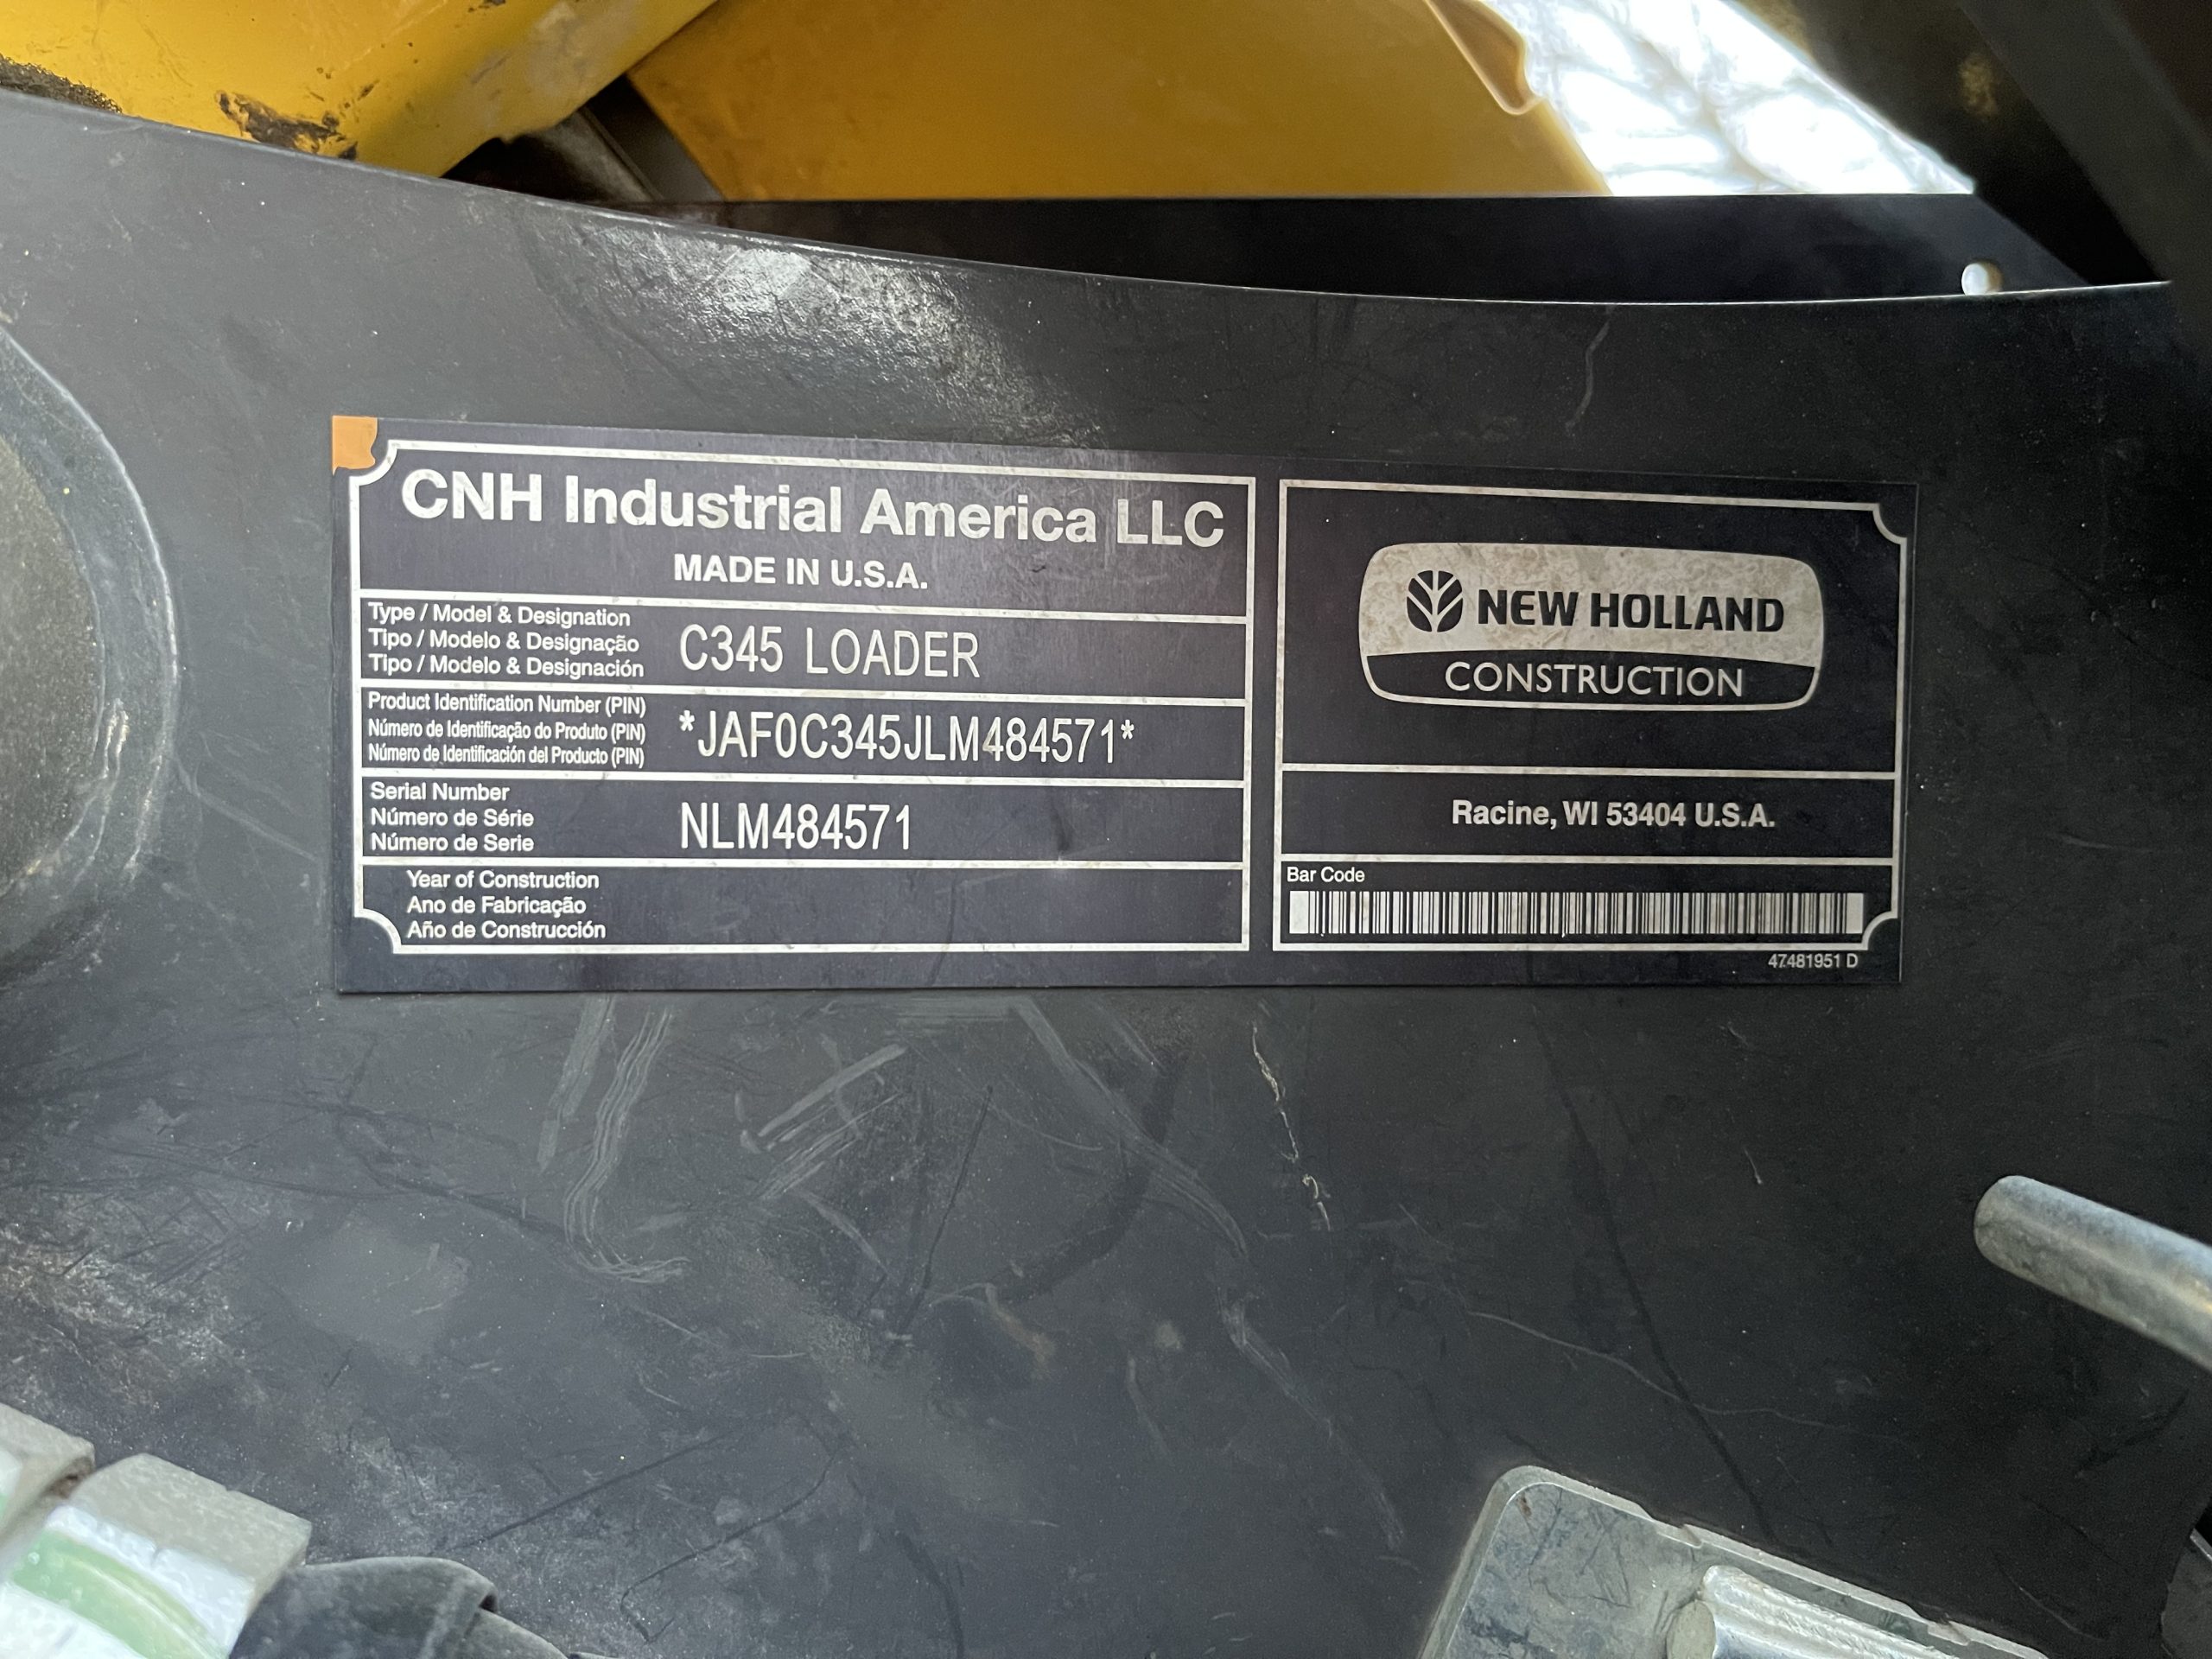 CNH Industrial America LLC
MADE IN U.S.A.
Type / Model & Designation
Tipo / Modelo & Designação
Tipo / Modelo & Designación
C345 LOADER
Product Identification Number (PIN)
Número de Identificação do Produto (PIN)
Número de Identificación del Producto (PIN)
*JAF0C345JLM484571*
Serial Number
Número de Série
Número de Serie
NLM484571
Year of Construction
Ano de Fabricação
Año de Construcción
NEW HOLLAND
CONSTRUCTION
Racine, WI 53404 U.S.A.
Bar Code
47481951 D